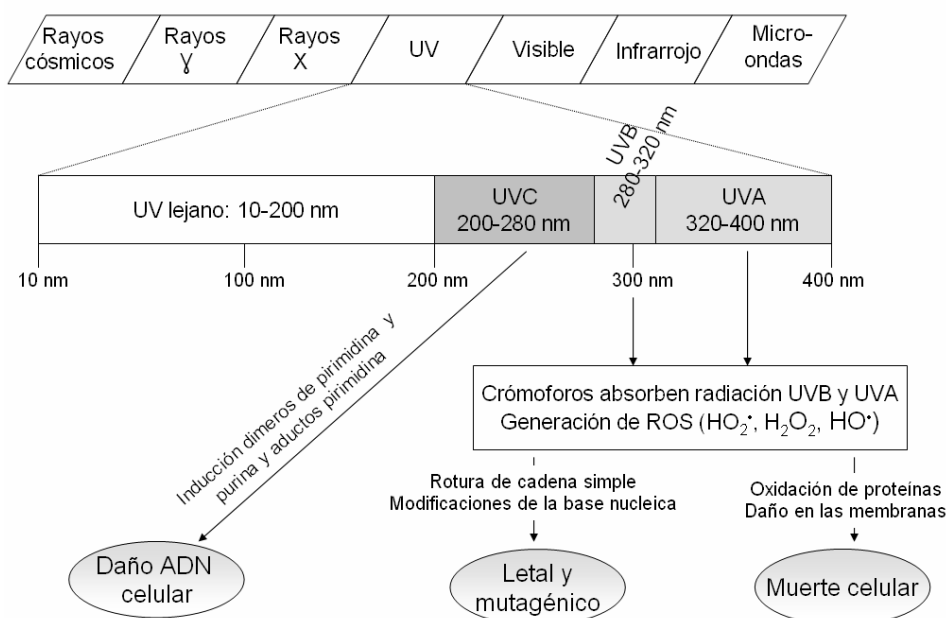 Rayos
cósmicos
Rayos
γ
Rayos
X
UV
Visible
Infrarrojo
Micro-
ondas
UV lejano: 10-200 nm
UVC
200-280 nm
UVB
280-320 nm
UVA
320-400 nm
10 nm
100 nm
200 nm
300 nm
400 nm
Inducción dímeros de pirimidina y
purina y aductos pirimidina
Crómoforos absorben radiación UVB y UVA
Generación de ROS (HO₂•, H₂O₂, HO•)
Rotura de cadena simple
Modificaciones de la base nucleica
Oxidación de proteínas
Daño en las membranas
Daño ADN
celular
Letal y
mutagénico
Muerte celular